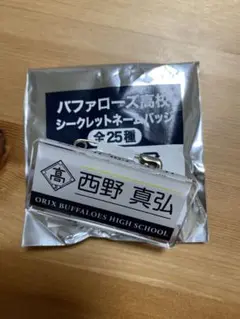 バファローズ高校
シークレットネームバッジ
全25種
高 西野 真弘
ORIX BUFFALOES HIGH SCHOOL